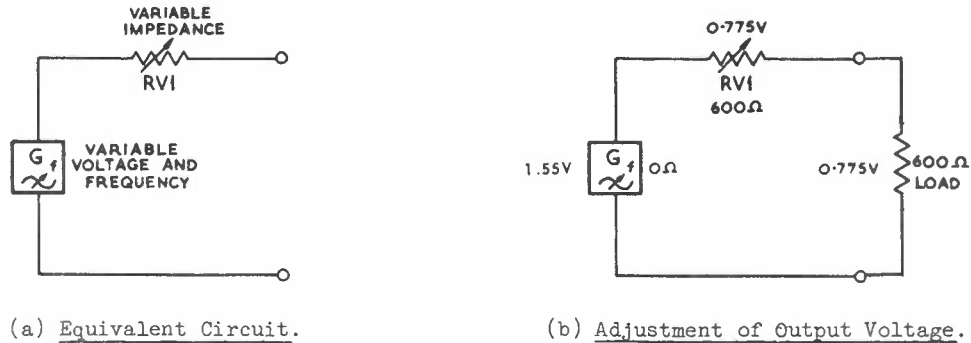 VARIABLE
IMPEDANCE
RV1
G f
VARIABLE
VOLTAGE AND
FREQUENCY
(a) Equivalent Circuit.
0·775V
RV1
600Ω
1.55V
G f
0Ω
0·775V
600Ω
LOAD
(b) Adjustment of Output Voltage.